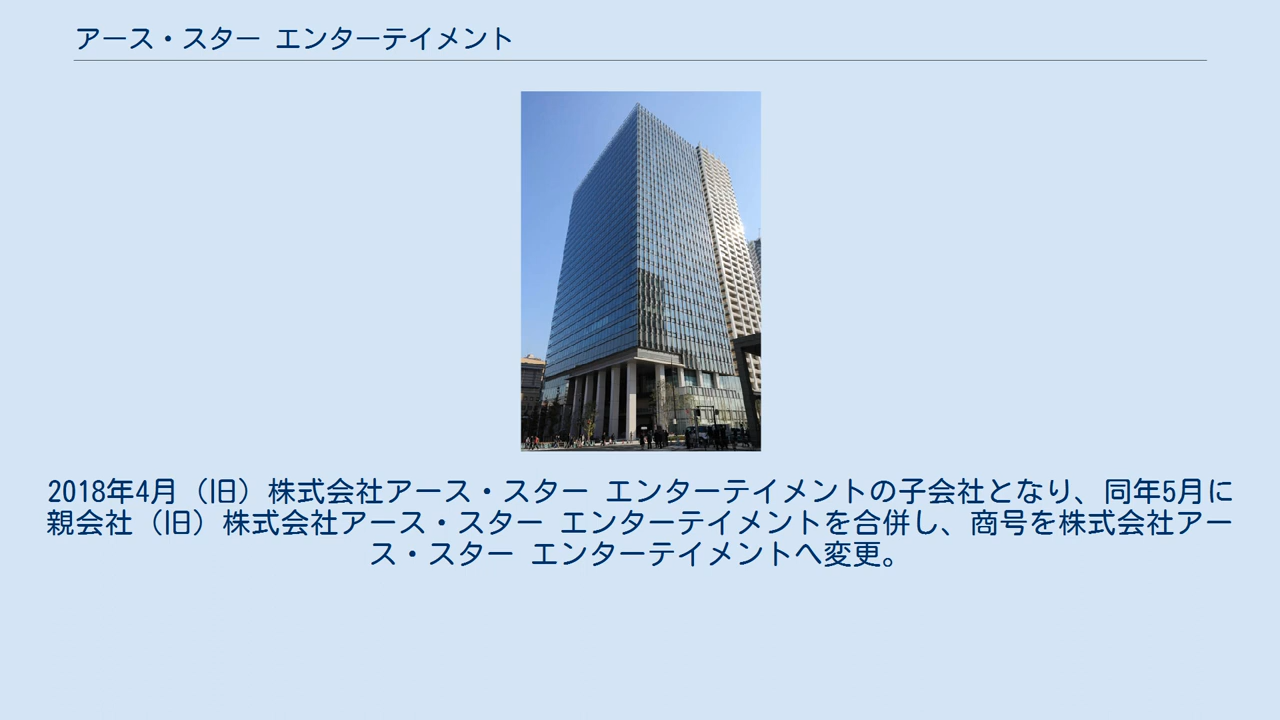 アース・スター エンターテイメント
2018年4月（旧）株式会社アース・スター エンターテイメントの子会社となり、同年5月に
親会社（旧）株式会社アース・スター エンターテイメントを合併し、商号を株式会社アー
ス・スター エンターテイメントへ変更。